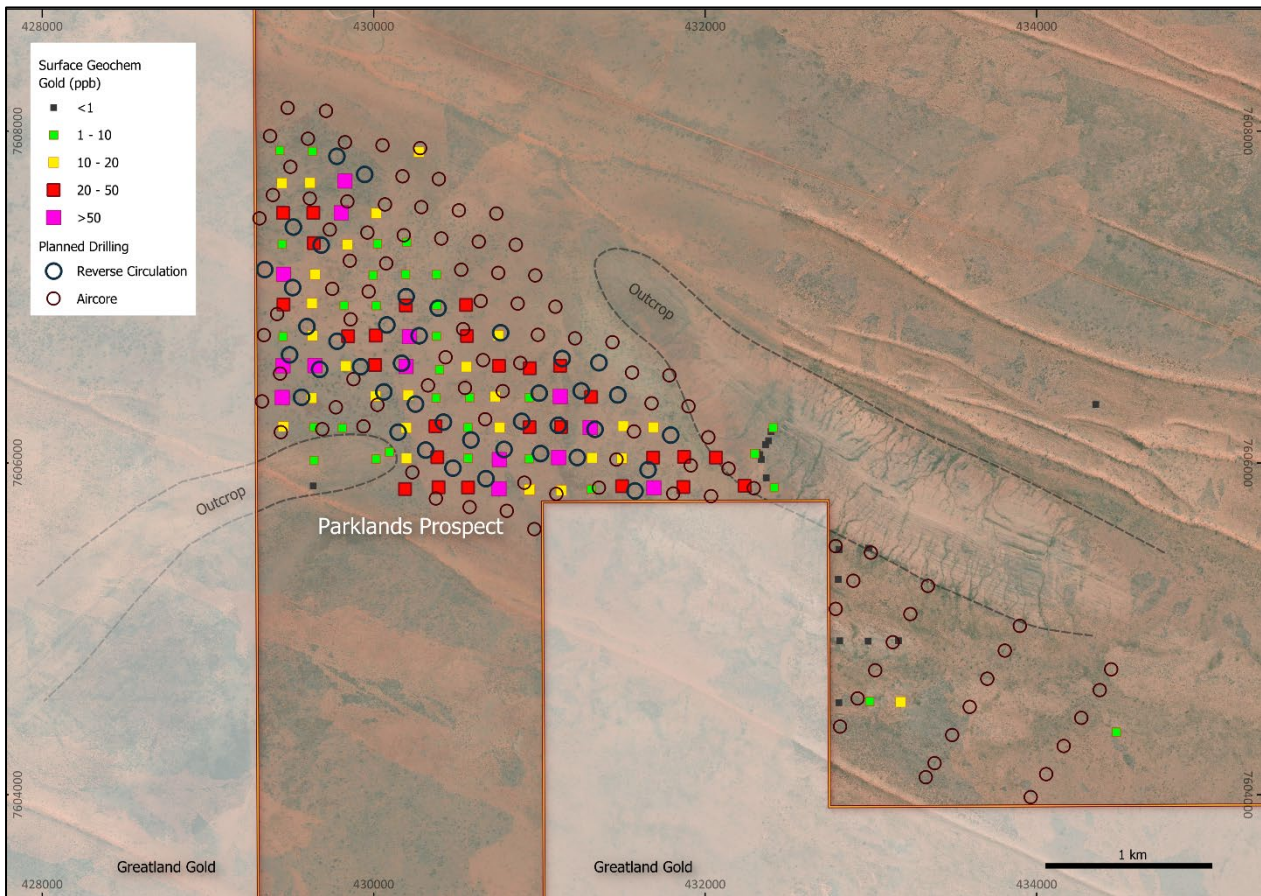 428000
430000
432000
434000
Surface Geochem
Gold (ppb)
<1
1 - 10
10 - 20
20 - 50
>50
Planned Drilling
Reverse Circulation
Aircore
7608000
7608000
Outcrop
7606000
7606000
Outcrop
Parklands Prospect
7604000
7604000
Greatland Gold
Greatland Gold
1 km
428000
430000
432000
434000